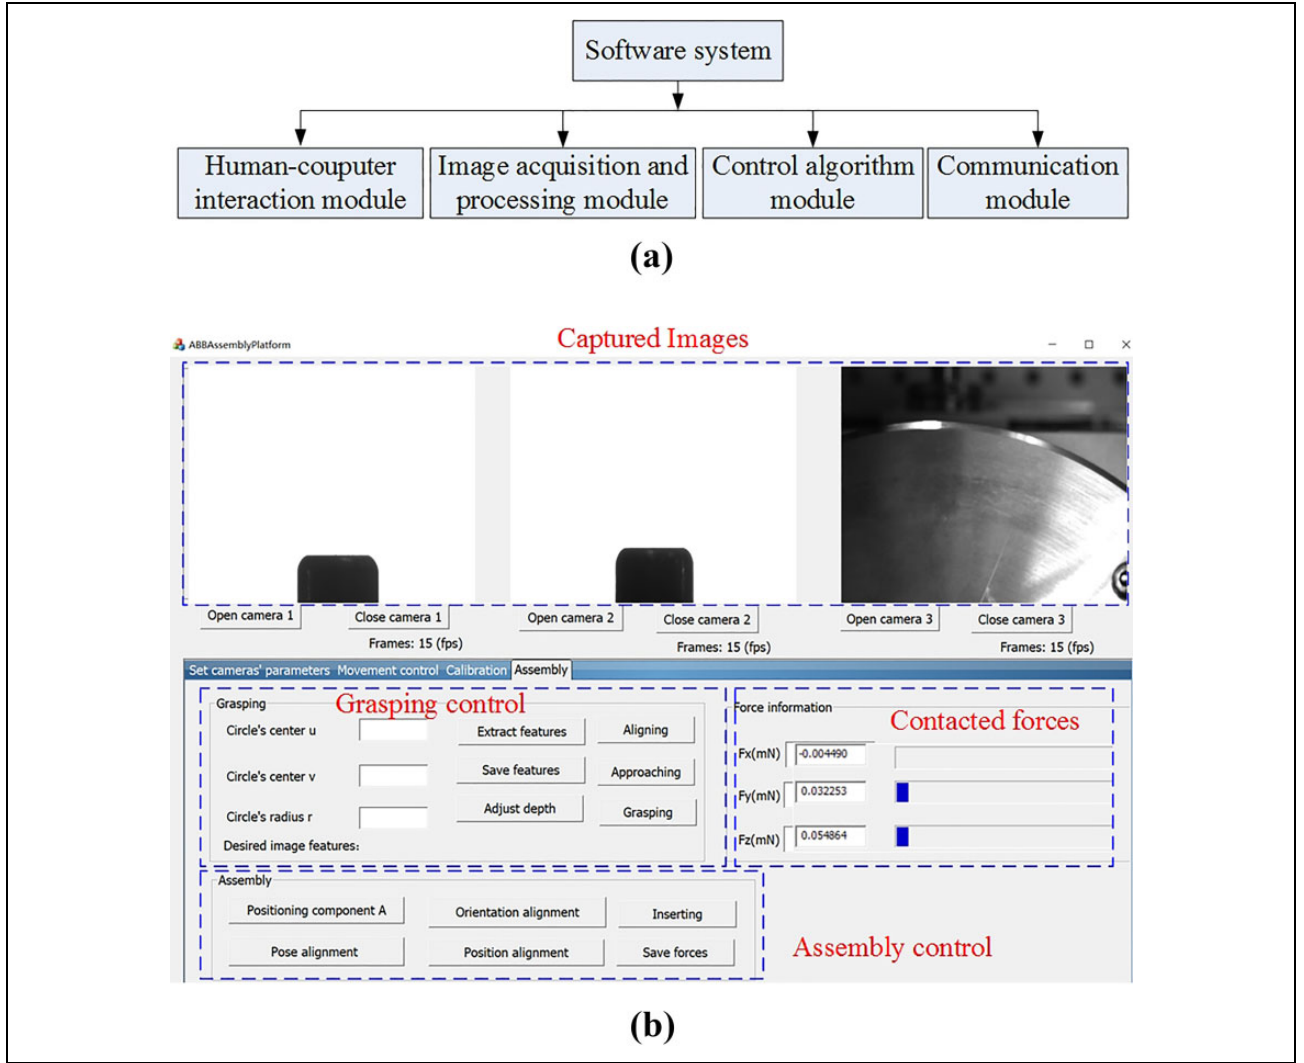 Software system
Human-couputer
interaction module
Image acquisition and
processing module
Control algorithm
module
Communication
module
(a)
ABBAssemblyPlatform
Captured Images
Open camera 1
Close camera 1
Frames: 15 (fps)
Open camera 2
Close camera 2
Frames: 15 (fps)
Open camera 3
Close camera 3
Frames: 15 (fps)
Set cameras' parameters Movement control Calibration Assembly
Grasping
Grasping control
Circle's center u
Extract features
Aligning
Circle's center v
Save features
Approaching
Circle's radius r
Adjust depth
Grasping
Desired image features:
Force information
Contacted forces
Fx(mN) -0.004490
Fy(mN) 0.032253
Fz(mN) 0.054864
Assembly
Positioning component A
Orientation alignment
Inserting
Pose alignment
Position alignment
Save forces
Assembly control
(b)